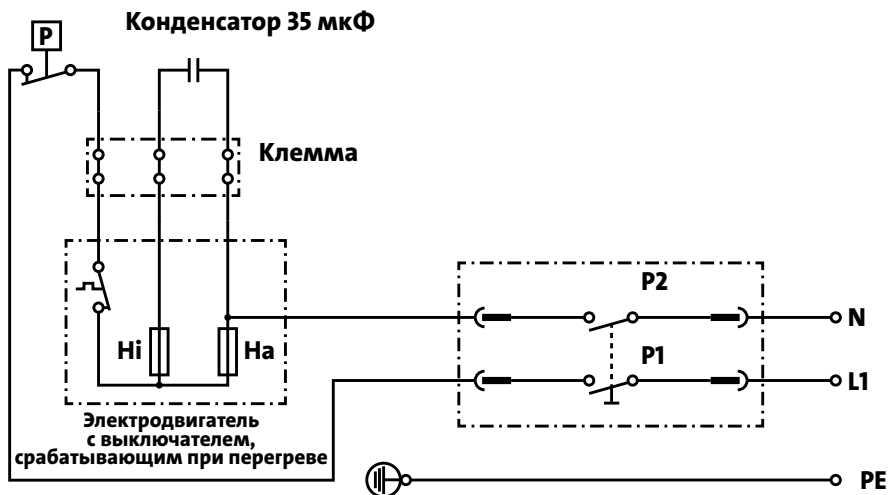 Конденсатор 35 мкФ
P
Клемма
P2
N
Hi
Ha
P1
L1
Электродвигатель
с выключателем,
срабатывающим при перегреве
PE